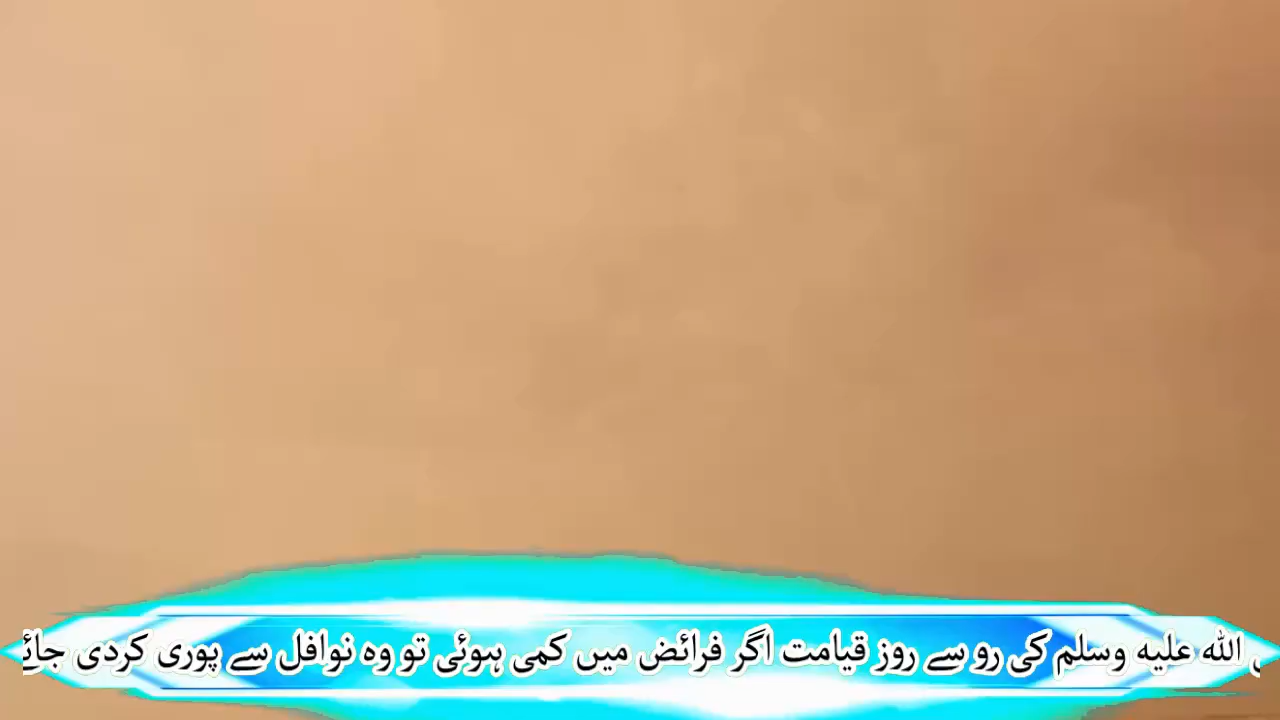 اللہ علیہ وسلم کی رو سے روز قیامت اگر فرائض میں کمی ہوئی تو وہ نوافل سے پوری کردی جائے